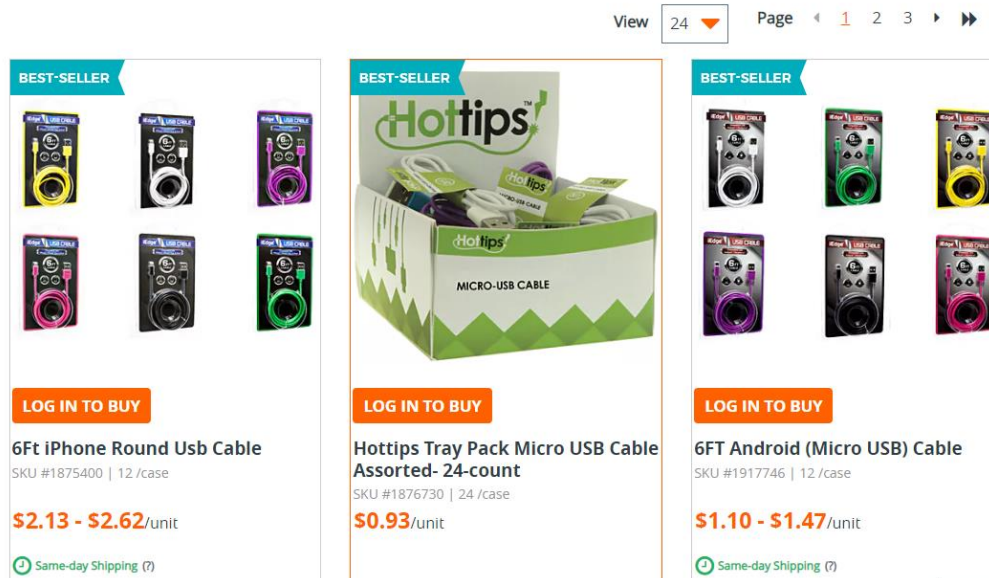 View 24 Page 1 2 3
BEST-SELLER
LOG IN TO BUY
6Ft iPhone Round Usb Cable
SKU #1875400 | 12 /case
$2.13 - $2.62/unit
Same-day Shipping (?)
BEST-SELLER
Hottips
Hottips
Hottips
MICRO-USB CABLE
LOG IN TO BUY
Hottips Tray Pack Micro USB Cable
Assorted- 24-count
SKU #1876730 | 24 /case
$0.93/unit
BEST-SELLER
LOG IN TO BUY
6FT Android (Micro USB) Cable
SKU #1917746 | 12 /case
$1.10 - $1.47/unit
Same-day Shipping (?)